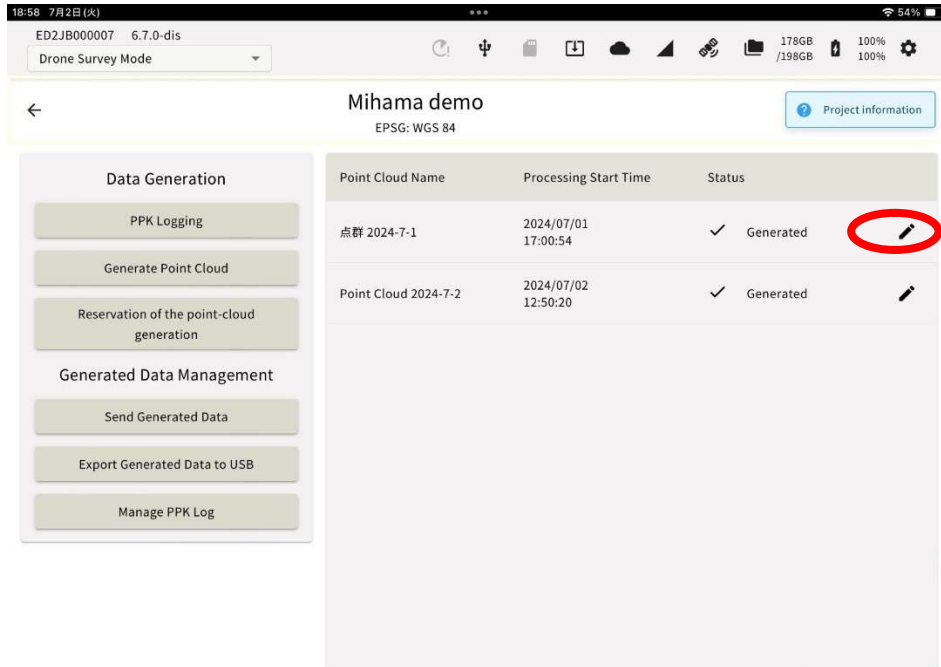 18:58 7月2日(火)
54%
ED2JB000007 6.7.0-dis
Drone Survey Mode
178GB
/198GB
100%
100%
Mihama demo
EPSG: WGS 84
Project information
Data Generation
PPK Logging
Generate Point Cloud
Reservation of the point-cloud
generation
Generated Data Management
Send Generated Data
Export Generated Data to USB
Manage PPK Log
Point Cloud Name Processing Start Time Status
点群 2024-7-1 2024/07/01
17:00:54 Generated
Point Cloud 2024-7-2 2024/07/02
12:50:20 Generated